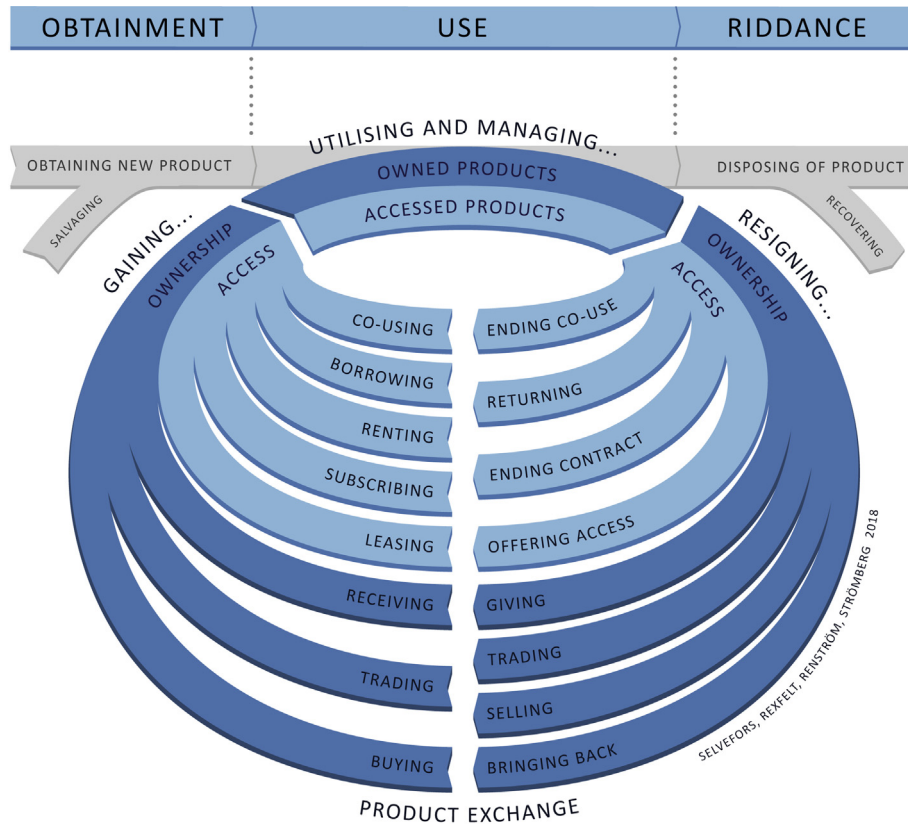 OBTAINMENT
USE
RIDDANCE
UTILISING AND MANAGING...
OBTAINING NEW PRODUCT
OWNED PRODUCTS
DISPOSING OF PRODUCT
SALVAGING
ACCESSED PRODUCTS
RECOVERING
GAINING...
OWNERSHIP
ACCESS
RESIGNING...
OWNERSHIP
ACCESS
CO-USING
ENDING CO-USE
BORROWING
RETURNING
RENTING
ENDING CONTRACT
SUBSCRIBING
LEASING
OFFERING ACCESS
RECEIVING
GIVING
TRADING
TRADING
SELLING
BUYING
BRINGING BACK
PRODUCT EXCHANGE
SELVEFORS, REXFELT, RENSTRÖM, STRÖMBERG 2018